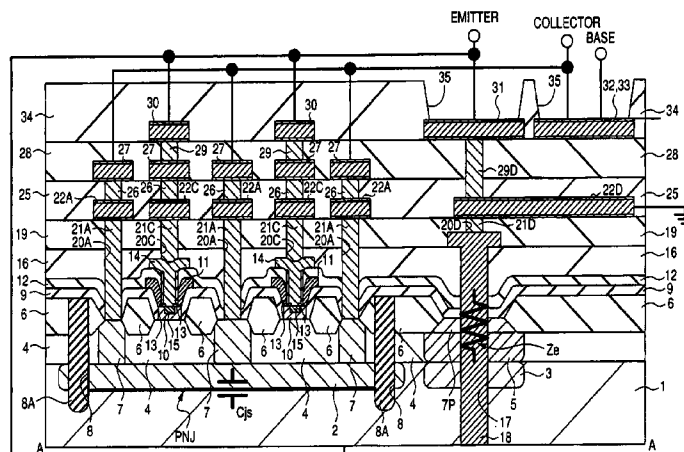 EMITTER
COLLECTOR
BASE
35 31 35 32,33
30 30
34 34
27 27 29 27 27 29 27 27
28 28
29D
26 26 26 26 26
22A 22C 22A 22C 22A 22D
25 25
21A 21C 21A 21C 21A 20D 21D
20A 20C 20A 20C 20A
19 19
14 11 14 11
16 16
12 12
9 9
6 6
13 13 13 13
6 6 6 6 6
10 15 10 15
Ze
4
8A 8 7 4 7 4 7 8A 8 4 7P 5 3 1
PNJ Cjs 2
17
18
A A